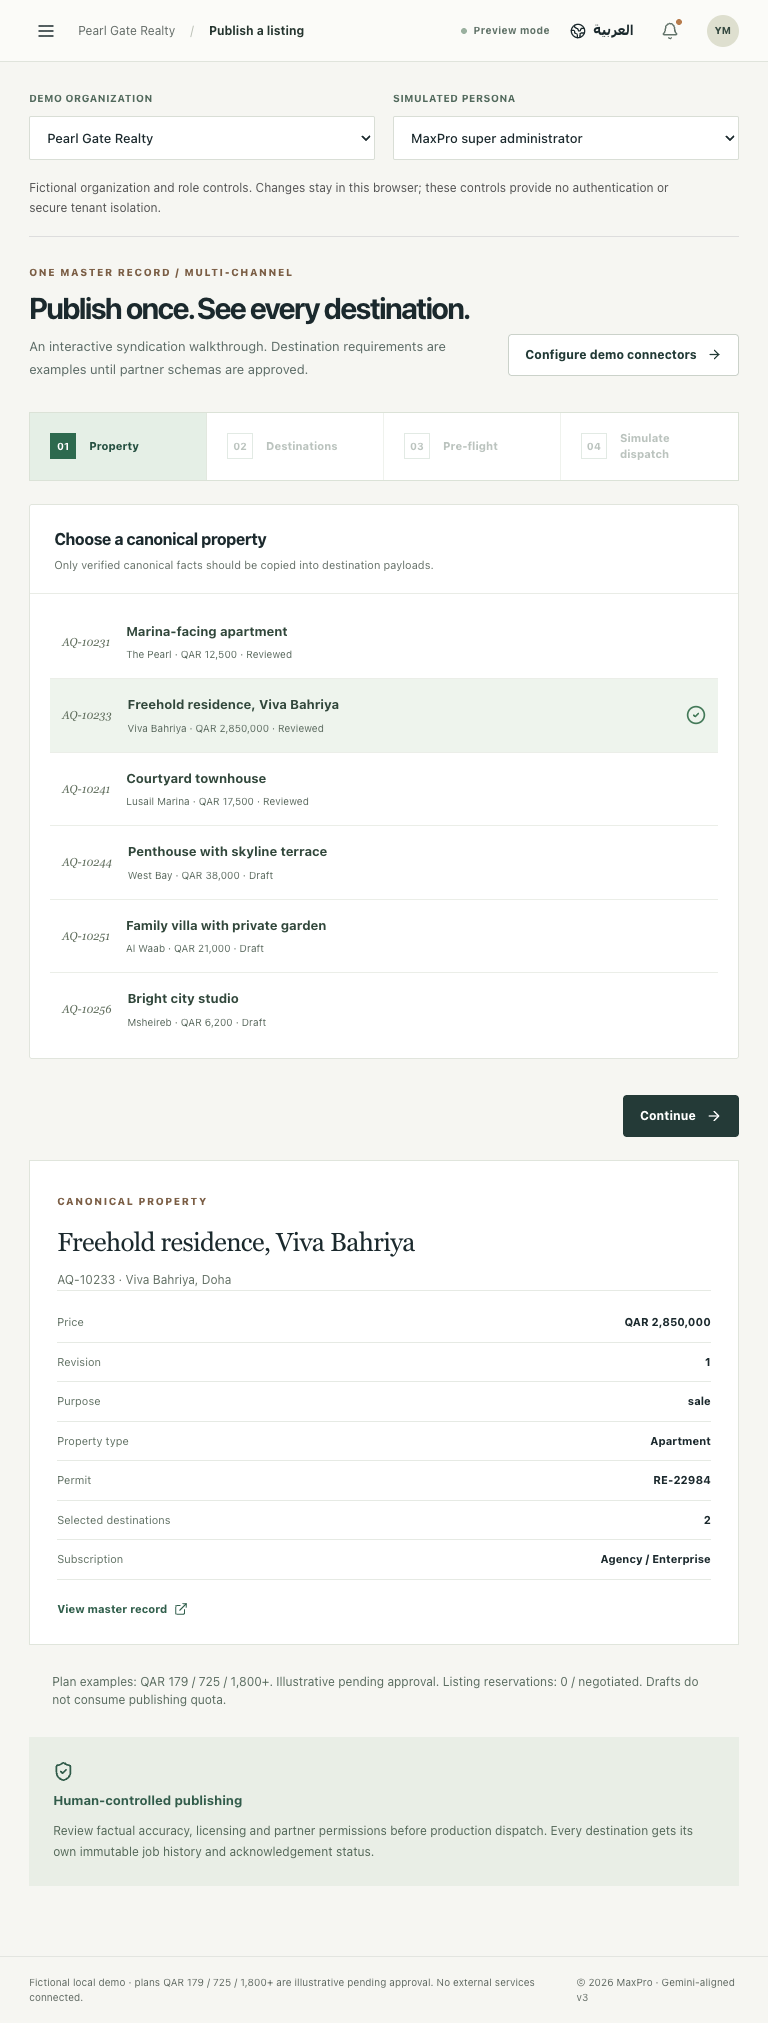 Pearl Gate Realty / Publish a listing
Preview mode
العربية
YM
DEMO ORGANIZATION
Pearl Gate Realty
SIMULATED PERSONA
MaxPro super administrator
Fictional organization and role controls. Changes stay in this browser; these controls provide no authentication or
secure tenant isolation.
ONE MASTER RECORD / MULTI-CHANNEL
Publish once. See every destination.
An interactive syndication walkthrough. Destination requirements are
examples until partner schemas are approved.
Configure demo connectors
01 Property
02 Destinations
03 Pre-flight
04 Simulate
dispatch
Choose a canonical property
Only verified canonical facts should be copied into destination payloads.
AQ-10231
Marina-facing apartment
The Pearl · QAR 12,500 · Reviewed
AQ-10233
Freehold residence, Viva Bahriya
Viva Bahriya · QAR 2,850,000 · Reviewed
AQ-10241
Courtyard townhouse
Lusail Marina · QAR 17,500 · Reviewed
AQ-10244
Penthouse with skyline terrace
West Bay · QAR 38,000 · Draft
AQ-10251
Family villa with private garden
Al Waab · QAR 21,000 · Draft
AQ-10256
Bright city studio
Msheireb · QAR 6,200 · Draft
Continue
CANONICAL PROPERTY
Freehold residence, Viva Bahriya
AQ-10233 · Viva Bahriya, Doha
Price QAR 2,850,000
Revision 1
Purpose sale
Property type Apartment
Permit RE-22984
Selected destinations 2
Subscription Agency / Enterprise
View master record
Plan examples: QAR 179 / 725 / 1,800+. Illustrative pending approval. Listing reservations: 0 / negotiated. Drafts do
not consume publishing quota.
Human-controlled publishing
Review factual accuracy, licensing and partner permissions before production dispatch. Every destination gets its
own immutable job history and acknowledgement status.
Fictional local demo · plans QAR 179 / 725 / 1,800+ are illustrative pending approval. No external services
connected.
© 2026 MaxPro · Gemini-aligned
v3